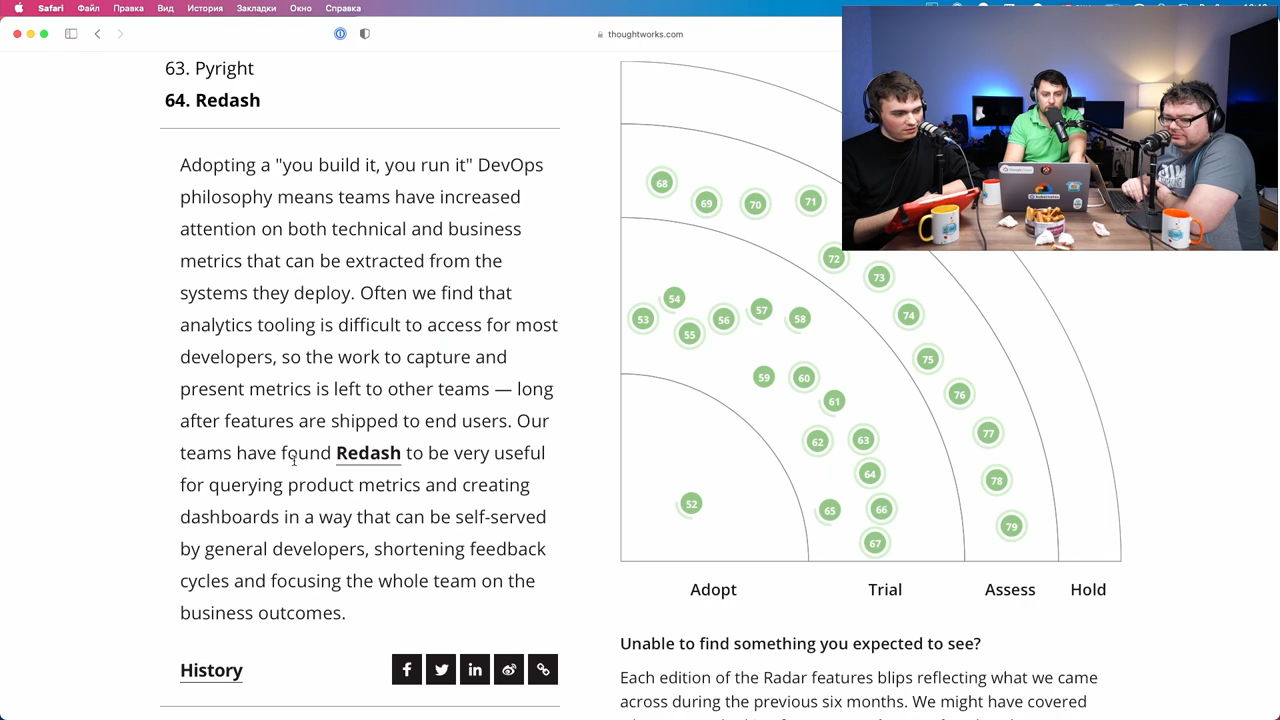 Safari Файл Правка Вид История Закладки Окно Справка
thoughtworks.com
63. Pyright
64. Redash
Adopting a "you build it, you run it" DevOps
philosophy means teams have increased
attention on both technical and business
metrics that can be extracted from the
systems they deploy. Often we find that
analytics tooling is difficult to access for most
developers, so the work to capture and
present metrics is left to other teams — long
after features are shipped to end users. Our
teams have found Redash to be very useful
for querying product metrics and creating
dashboards in a way that can be self-served
by general developers, shortening feedback
cycles and focusing the whole team on the
business outcomes.
History
68
69
70
71
72
73
54
53
55
56
57
58
74
75
59
60
61
76
62
63
77
64
78
52
65
66
79
67
Adopt Trial Assess Hold
Unable to find something you expected to see?
Each edition of the Radar features blips reflecting what we came
across during the previous six months. We might have covered